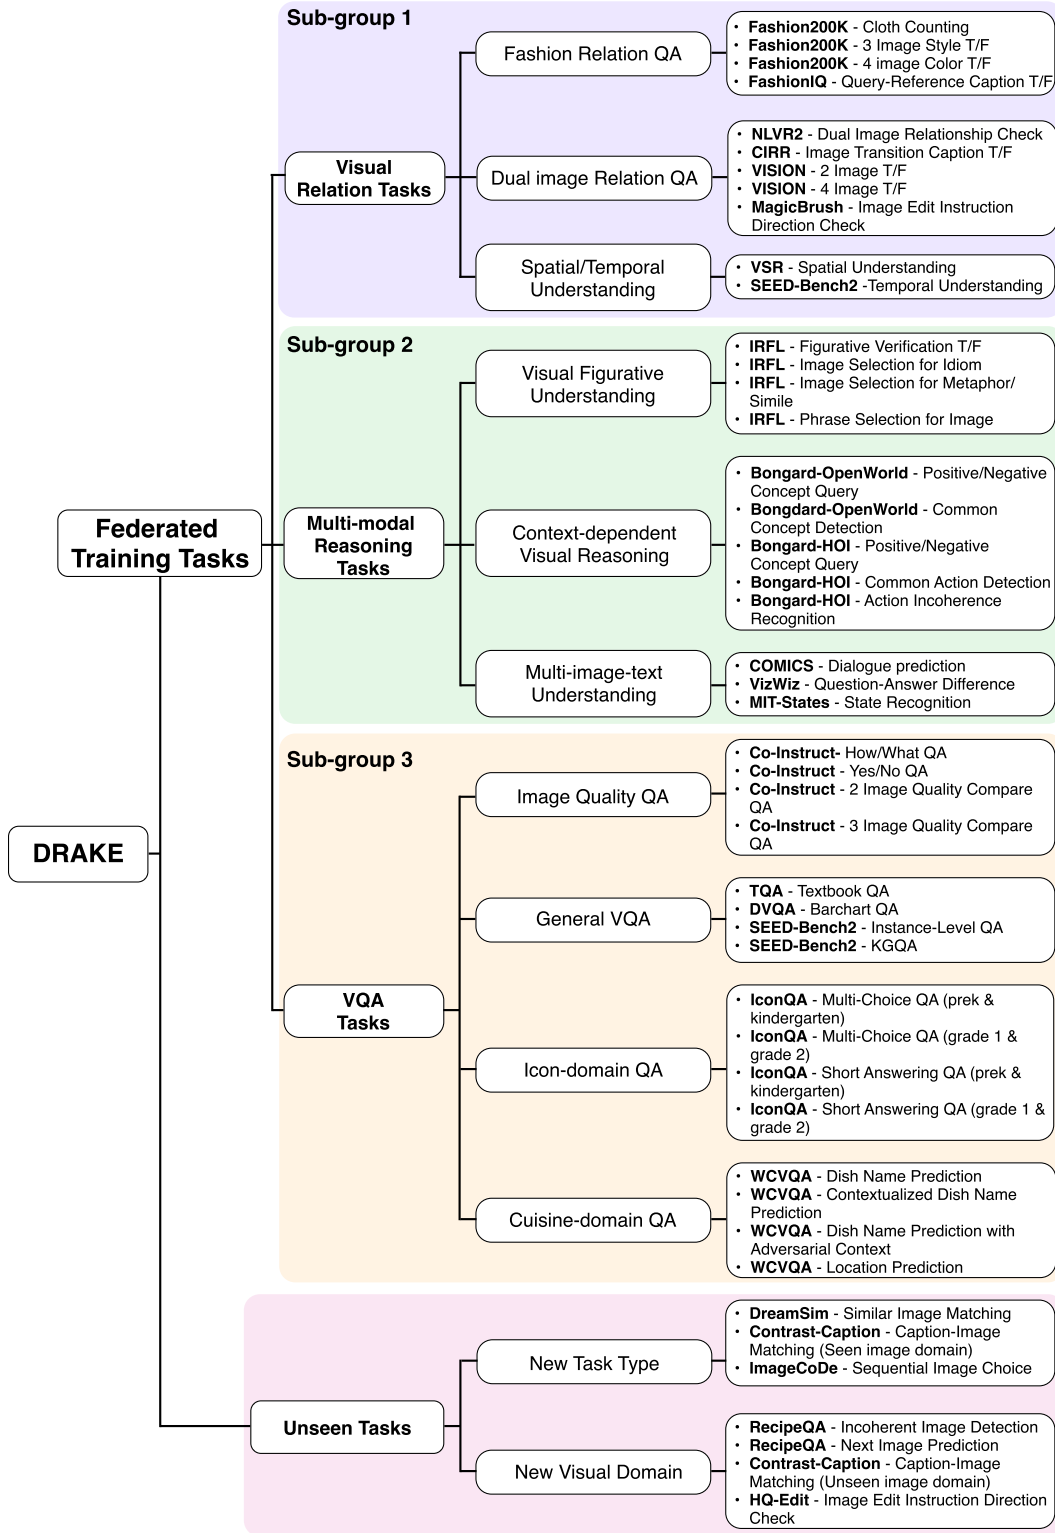 Sub-group 1
Fashion Relation QA
• Fashion200K - Cloth Counting
• Fashion200K - 3 Image Style T/F
• Fashion200K - 4 image Color T/F
• FashionIQ - Query-Reference Caption T/F
Visual
Relation Tasks
Dual image Relation QA
• NLVR2 - Dual Image Relationship Check
• CIRR - Image Transition Caption T/F
• VISION - 2 Image T/F
• VISION - 4 Image T/F
• MagicBrush - Image Edit Instruction
Direction Check
Spatial/Temporal
Understanding
• VSR - Spatial Understanding
• SEED-Bench2 -Temporal Understanding
Sub-group 2
Visual Figurative
Understanding
• IRFL - Figurative Verification T/F
• IRFL - Image Selection for Idiom
• IRFL - Image Selection for Metaphor/
Simile
• IRFL - Phrase Selection for Image
Federated
Training Tasks
Multi-modal
Reasoning
Tasks
Context-dependent
Visual Reasoning
• Bongard-OpenWorld - Positive/Negative
Concept Query
• Bongdard-OpenWorld - Common
Concept Detection
• Bongard-HOI - Positive/Negative
Concept Query
• Bongard-HOI - Common Action Detection
• Bongard-HOI - Action Incoherence
Recognition
Multi-image-text
Understanding
• COMICS - Dialogue prediction
• VizWiz - Question-Answer Difference
• MIT-States - State Recognition
Sub-group 3
Image Quality QA
• Co-Instruct- How/What QA
• Co-Instruct - Yes/No QA
• Co-Instruct - 2 Image Quality Compare
QA
• Co-Instruct - 3 Image Quality Compare
QA
DRAKE
General VQA
• TQA - Textbook QA
• DVQA - Barchart QA
• SEED-Bench2 - Instance-Level QA
• SEED-Bench2 - KGQA
VQA
Tasks
Icon-domain QA
• IconQA - Multi-Choice QA (prek &
kindergarten)
• IconQA - Multi-Choice QA (grade 1 &
grade 2)
• IconQA - Short Answering QA (prek &
kindergarten)
• IconQA - Short Answering QA (grade 1 &
grade 2)
Cuisine-domain QA
• WCVQA - Dish Name Prediction
• WCVQA - Contextualized Dish Name
Prediction
• WCVQA - Dish Name Prediction with
Adversarial Context
• WCVQA - Location Prediction
Unseen Tasks
New Task Type
• DreamSim - Similar Image Matching
• Contrast-Caption - Caption-Image
Matching (Seen image domain)
• ImageCoDe - Sequential Image Choice
New Visual Domain
• RecipeQA - Incoherent Image Detection
• RecipeQA - Next Image Prediction
• Contrast-Caption - Caption-Image
Matching (Unseen image domain)
• HQ-Edit - Image Edit Instruction Direction
Check